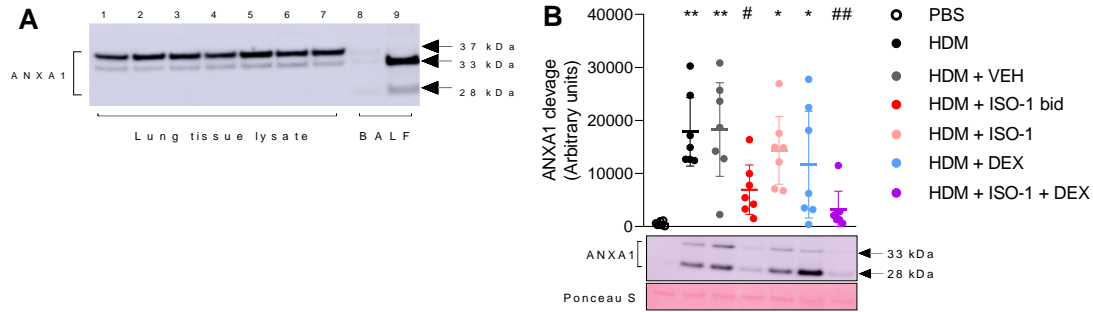 A
1 2 3 4 5 6 7 8 9
ANXA1
37 kDa
33 kDa
28 kDa
Lung tissue lysate
BALF
B
ANXA1 clevage
(Arbitrary units)
40000
30000
20000
10000
0
** ** # * * ##
ANXA1
33 kDa
28 kDa
Ponceau S
PBS
HDM
HDM + VEH
HDM + ISO-1 bid
HDM + ISO-1
HDM + DEX
HDM + ISO-1 + DEX